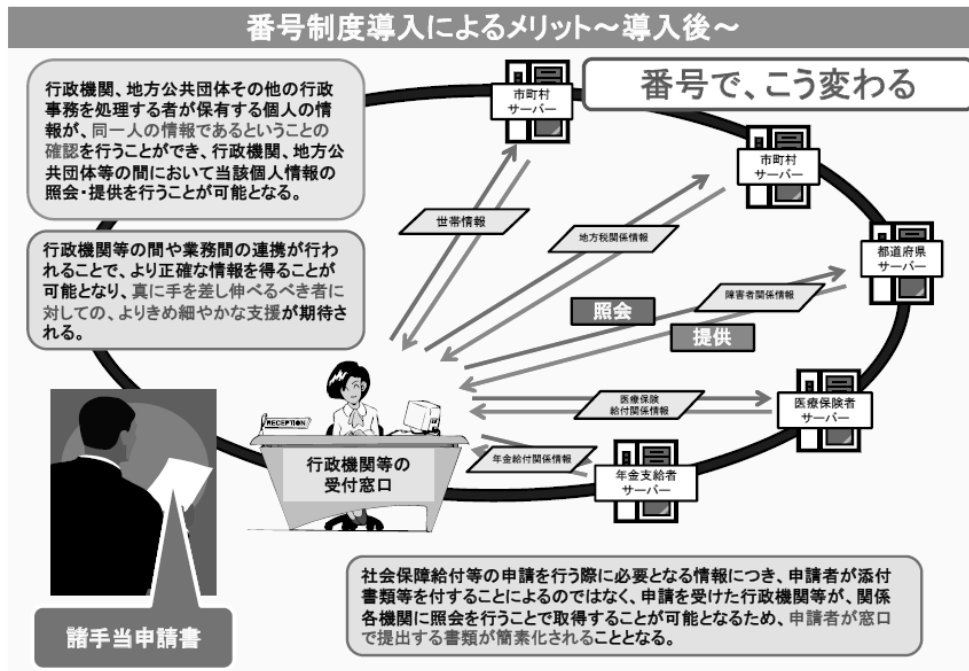 番号制度導入によるメリット～導入後～
番号で、こう変わる
行政機関、地方公共団体その他の行政
事務を処理する者が保有する個人の情
報が、同一人の情報であるということの
確認を行うことができ、行政機関、地方公
共団体等の間において当該個人情報の
照会・提供を行うことが可能となる。
行政機関等の間や業務間の連携が行わ
れることで、より正確な情報を得ることが
可能となり、真に手を差し伸べるべき者に
対しての、よりきめ細やかな支援が期待さ
れる。
市町村
サーバー
市町村
サーバー
都道府県
サーバー
医療保険者
サーバー
年金支給者
サーバー
世帯情報
地方税関係情報
障害者関係情報
照会
提供
医療保険
給付関係情報
年金給付関係情報
RECEPTION
行政機関等の
受付窓口
諸手当申請書
社会保障給付等の申請を行う際に必要となる情報につき、申請者が添付
書類等を付することによるのではなく、申請を受けた行政機関等が、関係
各機関に照会を行うことで取得することが可能となるため、申請者が窓口
で提出する書類が簡素化されることとなる。